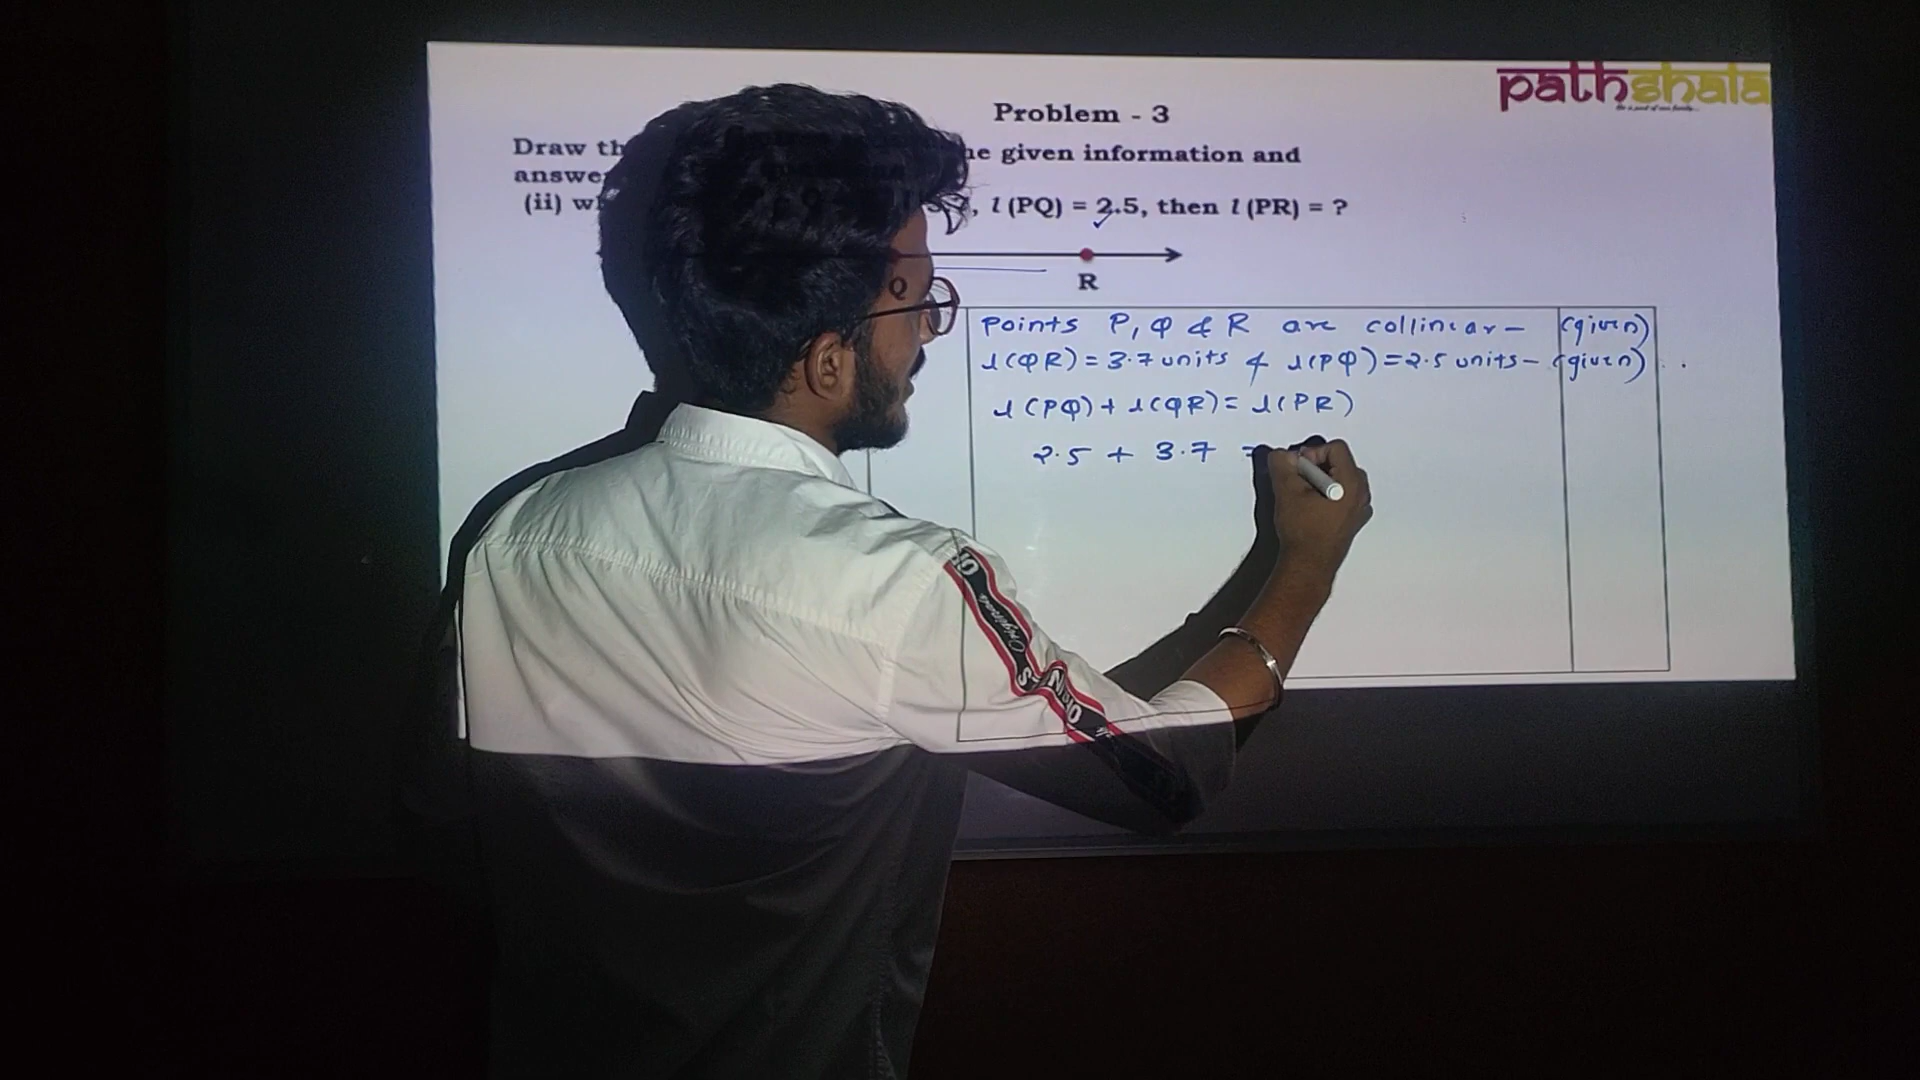 pathshala
Problem - 3
Draw th he given information and
answe
(ii) wh , l (PQ) = 2.5, then l (PR) = ?
Q R
Points P, Q & R are collinear - (given)
l(QR) = 3.7 units & l(PQ) = 2.5 units - (given)
l(PQ) + l(QR) = l(PR)
2.5 + 3.7 =
Originals